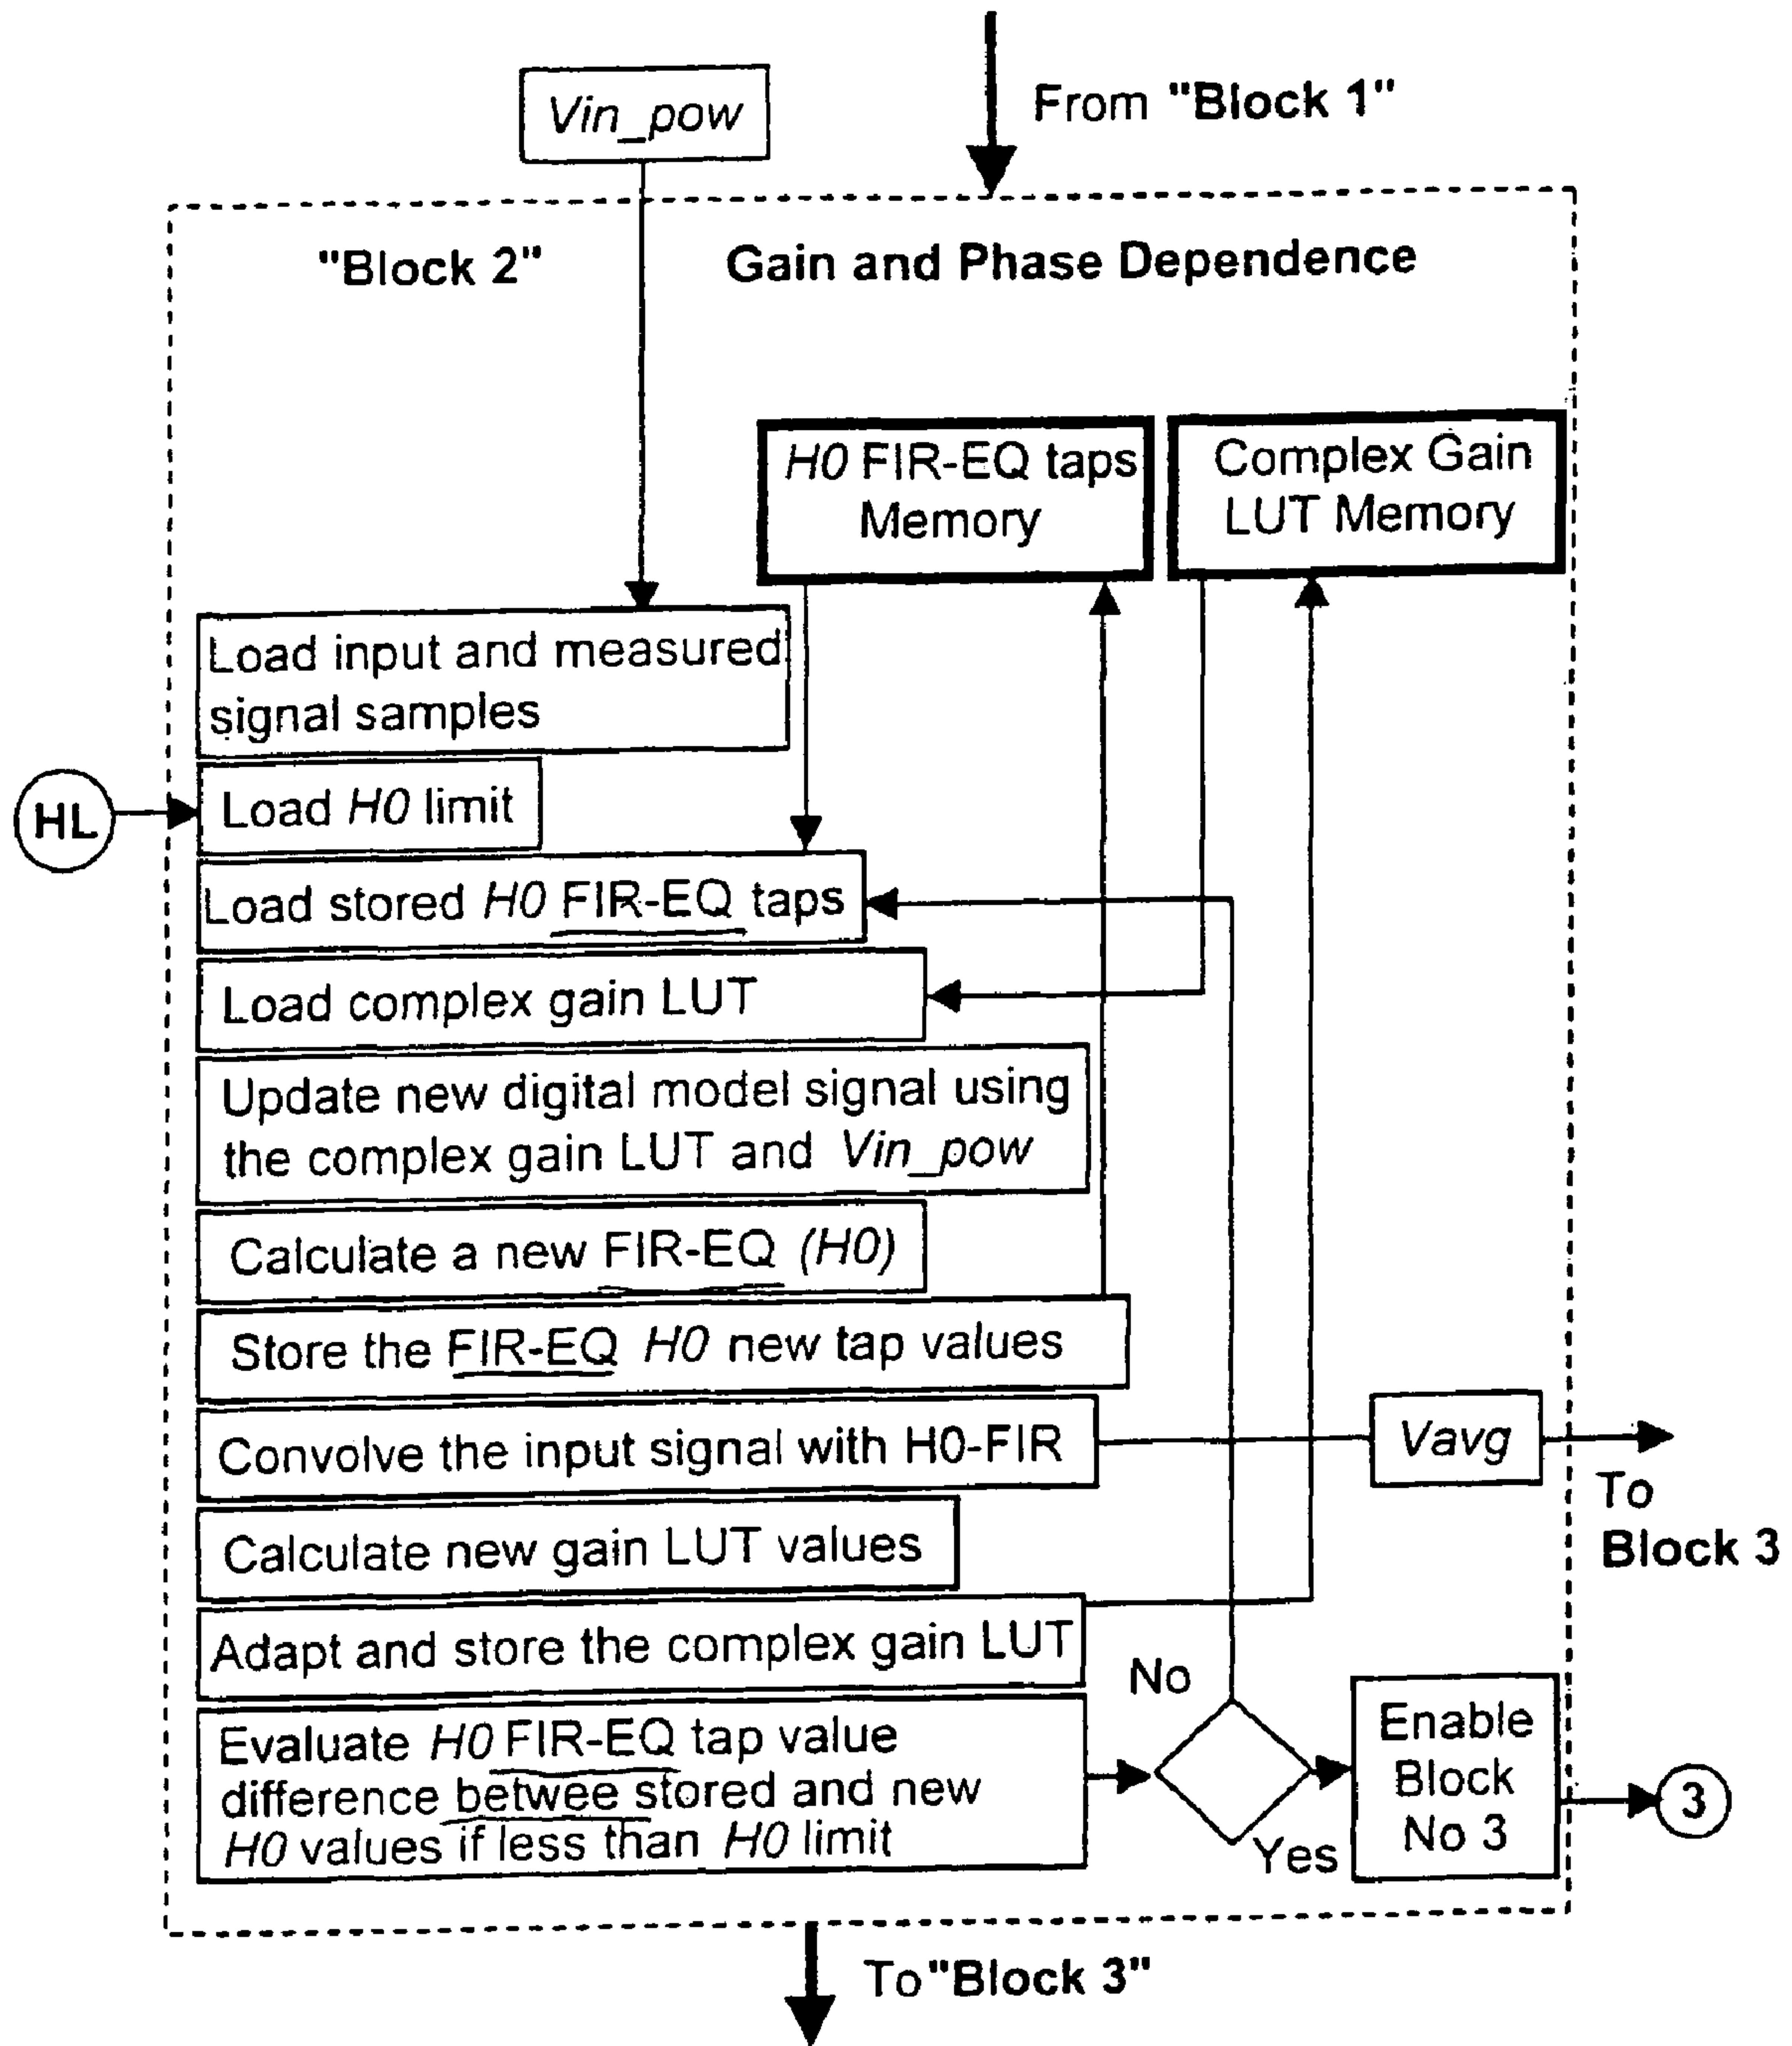 Vin_pow
From "Block 1"
"Block 2"
Gain and Phase Dependence
H0 FIR-EQ taps
Memory
Complex Gain
LUT Memory
Load input and measured
signal samples
HL
Load H0 limit
Load stored H0 FIR-EQ taps
Load complex gain LUT
Update new digital model signal using
the complex gain LUT and Vin_pow
Calculate a new FIR-EQ (H0)
Store the FIR-EQ H0 new tap values
Convolve the input signal with H0-FIR
Vavg
To
Block 3
Calculate new gain LUT values
Adapt and store the complex gain LUT
No
Evaluate H0 FIR-EQ tap value
difference betwee stored and new
H0 values if less than H0 limit
Yes
Enable
Block
No 3
3
To "Block 3"